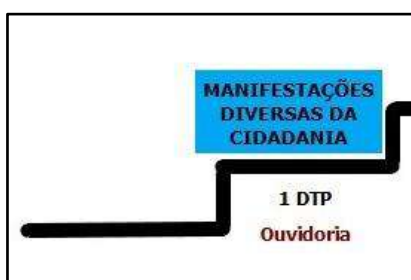 MANIFESTAÇÕES
DIVERSAS DA
CIDADANIA
1 DTP
Ouvidoria